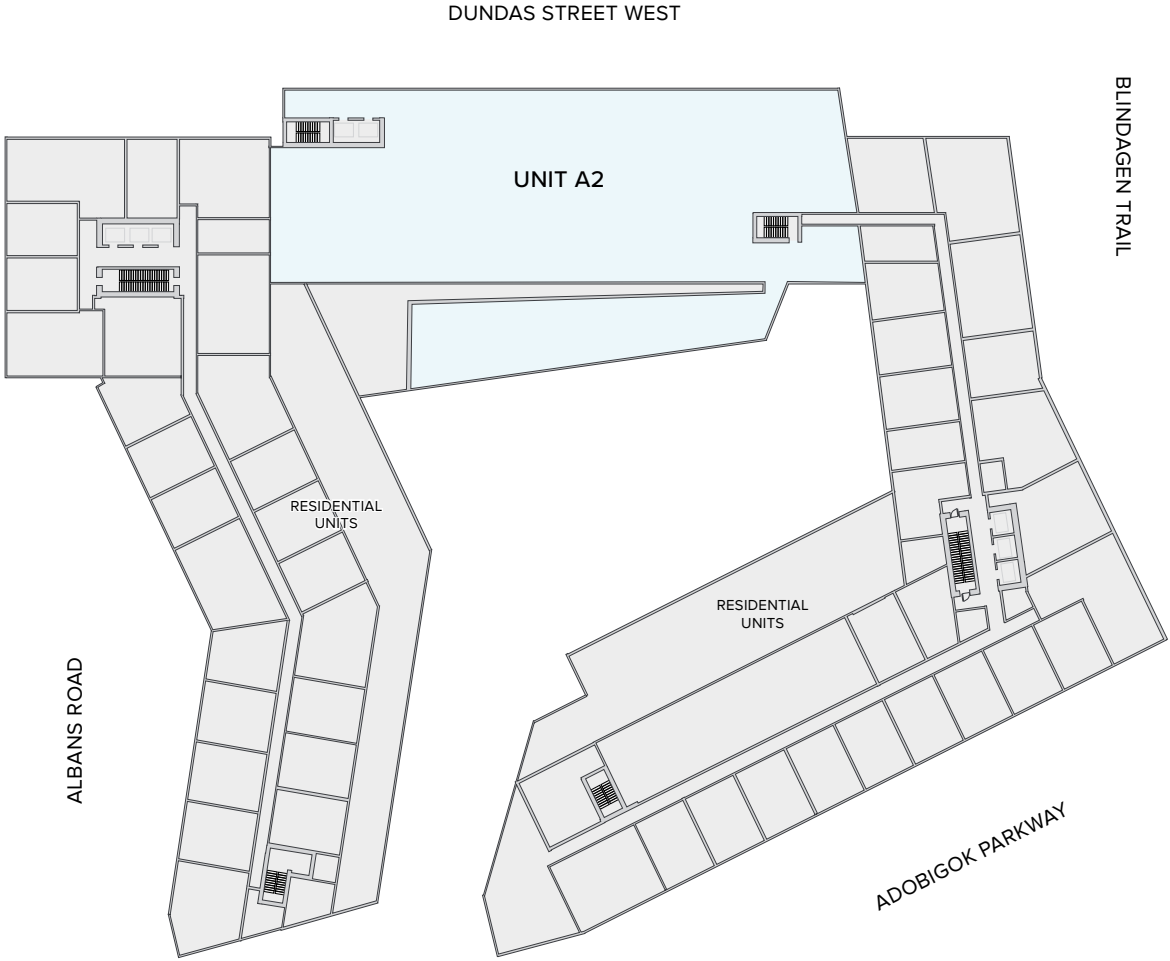 DUNDAS STREET WEST
BLINDAGEN TRAIL
UNIT A2
RESIDENTIAL
UNITS
RESIDENTIAL
UNITS
ALBANS ROAD
ADOBIGOK PARKWAY